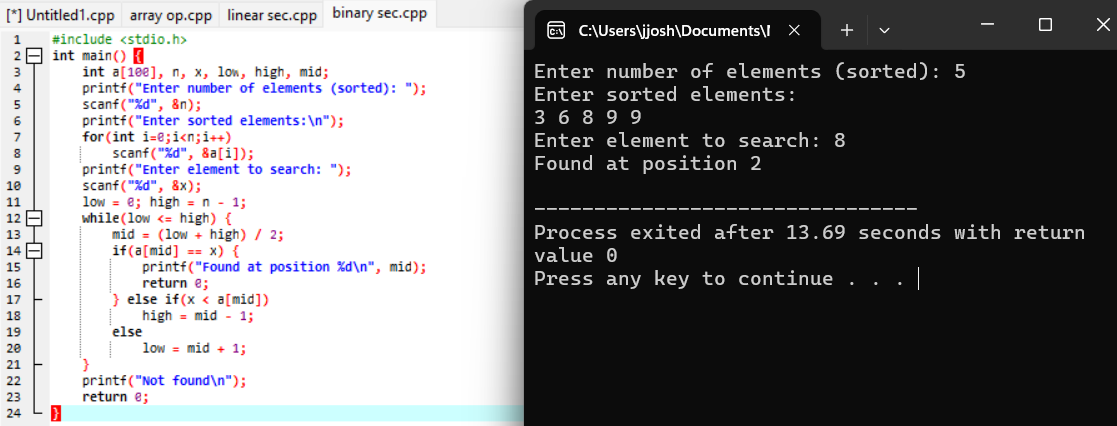 [*] Untitled1.cpp array op.cpp linear sec.cpp binary sec.cpp
1 #include <stdio.h>
2 int main() {
3 int a[100], n, x, low, high, mid;
4 printf("Enter number of elements (sorted): ");
5 scanf("%d", &n);
6 printf("Enter sorted elements:\n");
7 for(int i=0;i<n;i++)
8 scanf("%d", &a[i]);
9 printf("Enter element to search: ");
10 scanf("%d", &x);
11 low = 0; high = n - 1;
12 while(low <= high) {
13 mid = (low + high) / 2;
14 if(a[mid] == x) {
15 printf("Found at position %d\n", mid);
16 return 0;
17 } else if(x < a[mid])
18 high = mid - 1;
19 else
20 low = mid + 1;
21 }
22 printf("Not found\n");
23 return 0;
24 }
C:\Users\jjosh\Documents\
Enter number of elements (sorted): 5
Enter sorted elements:
3 6 8 9 9
Enter element to search: 8
Found at position 2
--------------------------------
Process exited after 13.69 seconds with return
value 0
Press any key to continue . . .